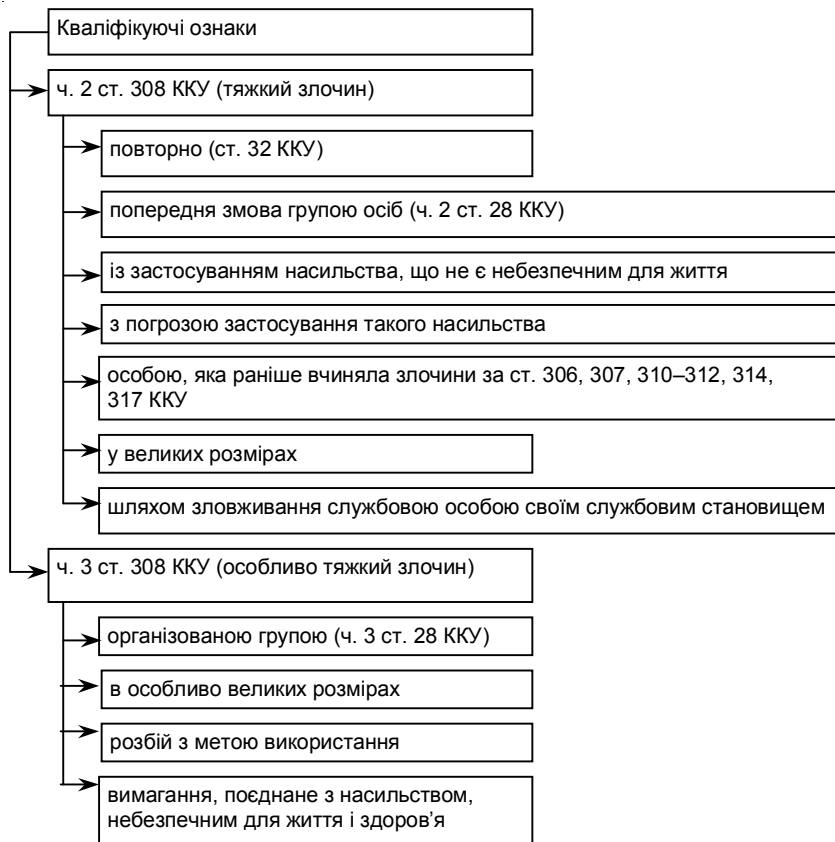 Кваліфікуючі ознаки
ч. 2 ст. 308 ККУ (тяжкий злочин)
повторно (ст. 32 ККУ)
попередня змова групою осіб (ч. 2 ст. 28 ККУ)
із застосуванням насильства, що не є небезпечним для життя
з погрозою застосування такого насильства
особою, яка раніше вчиняла злочини за ст. 306, 307, 310–312, 314,
317 ККУ
у великих розмірах
шляхом зловживання службовою особою своїм службовим становищем
ч. 3 ст. 308 ККУ (особливо тяжкий злочин)
організованою групою (ч. 3 ст. 28 ККУ)
в особливо великих розмірах
розбій з метою використання
вимагання, поєднане з насильством,
небезпечним для життя і здоров’я